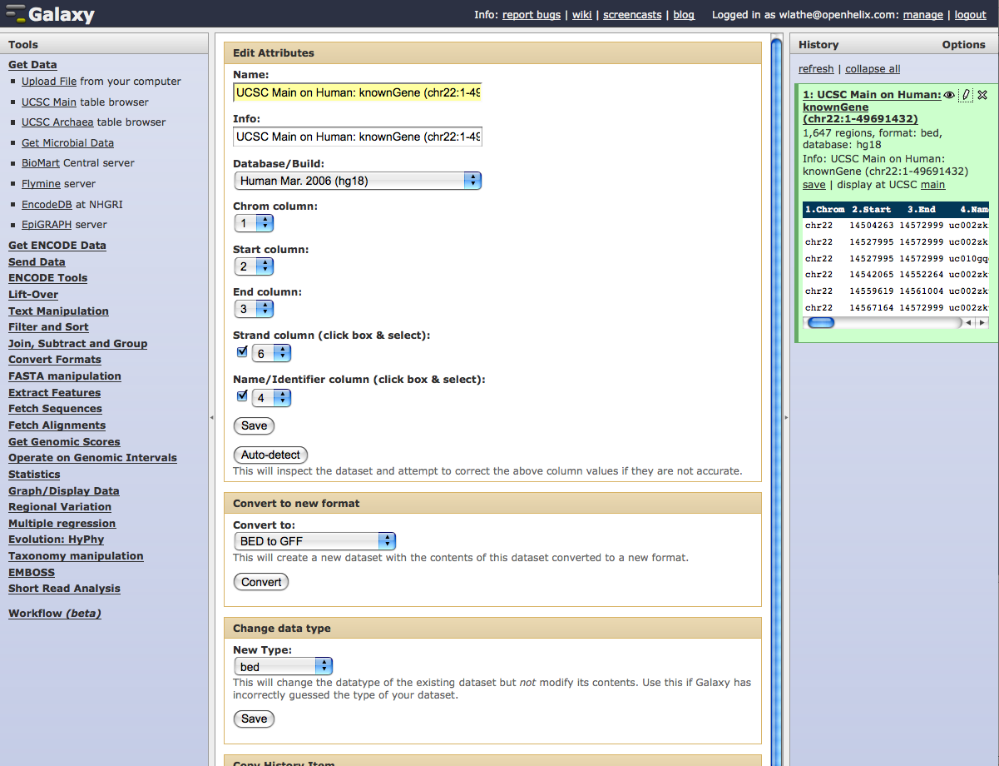 Galaxy
Info: report bugs | wiki | screencasts | blog Logged in as wlathe@openhelix.com: manage | logout
Tools
Get Data
Upload File from your computer
UCSC Main table browser
UCSC Archaea table browser
Get Microbial Data
BioMart Central server
Flymine server
EncodeDB at NHGRI
EpiGRAPH server
Get ENCODE Data
Send Data
ENCODE Tools
Lift-Over
Text Manipulation
Filter and Sort
Join, Subtract and Group
Convert Formats
FASTA manipulation
Extract Features
Fetch Sequences
Fetch Alignments
Get Genomic Scores
Operate on Genomic Intervals
Statistics
Graph/Display Data
Regional Variation
Multiple regression
Evolution: HyPhy
Taxonomy manipulation
EMBOSS
Short Read Analysis
Workflow (beta)
Edit Attributes
Name:
UCSC Main on Human: knownGene (chr22:1-49
Info:
UCSC Main on Human: knownGene (chr22:1-49
Database/Build:
Human Mar. 2006 (hg18)
Chrom column:
1
Start column:
2
End column:
3
Strand column (click box & select):
6
Name/Identifier column (click box & select):
4
Save
Auto-detect
This will inspect the dataset and attempt to correct the above column values if they are not accurate.
Convert to new format
Convert to:
BED to GFF
This will create a new dataset with the contents of this dataset converted to a new format.
Convert
Change data type
New Type:
bed
This will change the datatype of the existing dataset but not modify its contents. Use this if Galaxy has
incorrectly guessed the type of your dataset.
Save
Copy History Item
History Options
refresh | collapse all
1: UCSC Main on Human:
knownGene
(chr22:1-49691432)
1,647 regions, format: bed,
database: hg18
Info: UCSC Main on Human:
knownGene (chr22:1-49691432)
save | display at UCSC main
1.Chrom 2.Start 3.End 4.Nam
chr22 14504263 14572999 uc002zk
chr22 14527995 14572999 uc002zk
chr22 14527995 14572999 uc010gq
chr22 14542065 14552264 uc002zk
chr22 14559619 14561004 uc002zk
chr22 14567164 14572999 uc002zk